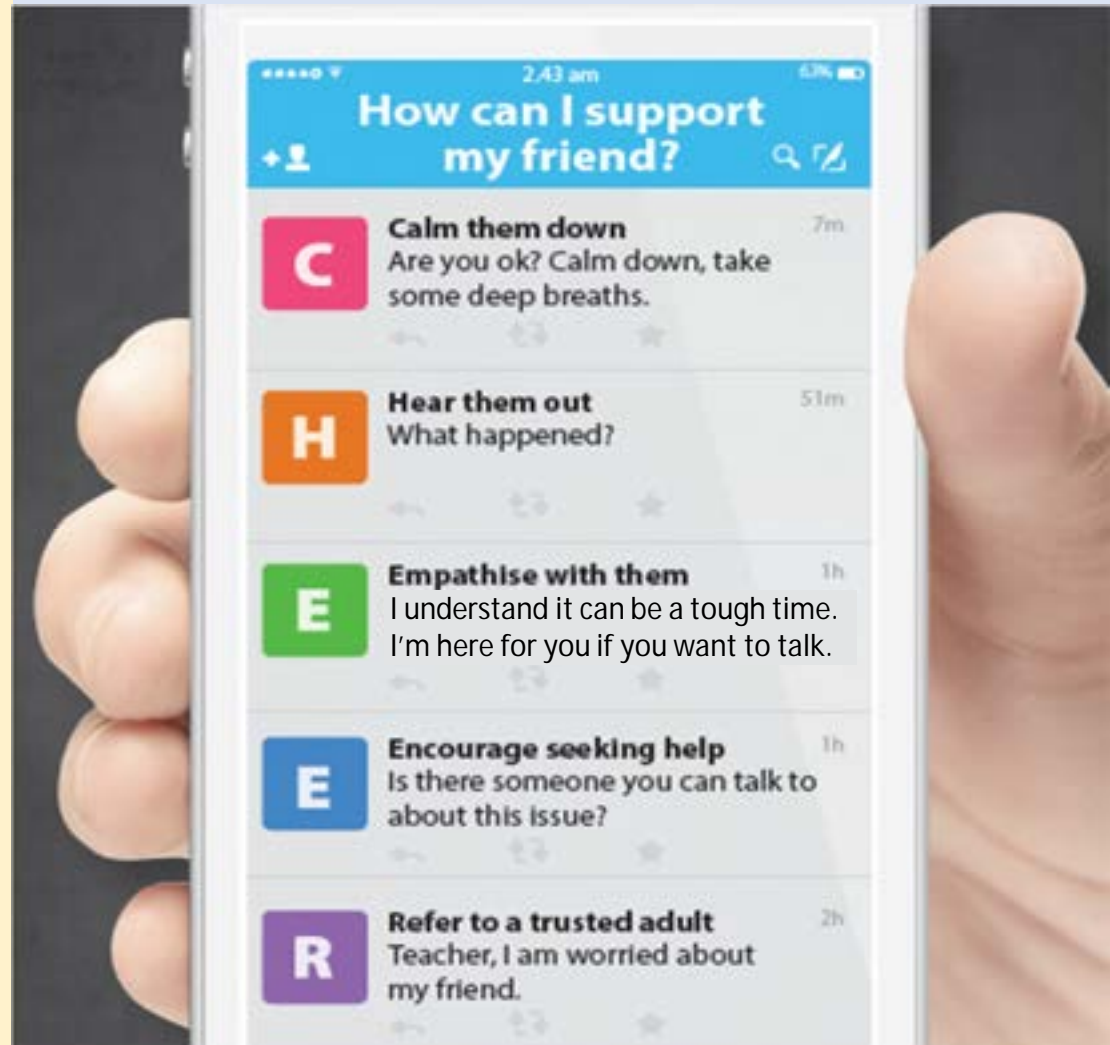 2.43 am
63%
How can I support
my friend?
C
Calm them down
7m
Are you ok? Calm down, take
some deep breaths.
H
Hear them out
51m
What happened?
E
Empathise with them
1h
I understand it can be a tough time.
I'm here for you if you want to talk.
E
Encourage seeking help
1h
Is there someone you can talk to
about this issue?
R
Refer to a trusted adult
2h
Teacher, I am worried about
my friend.